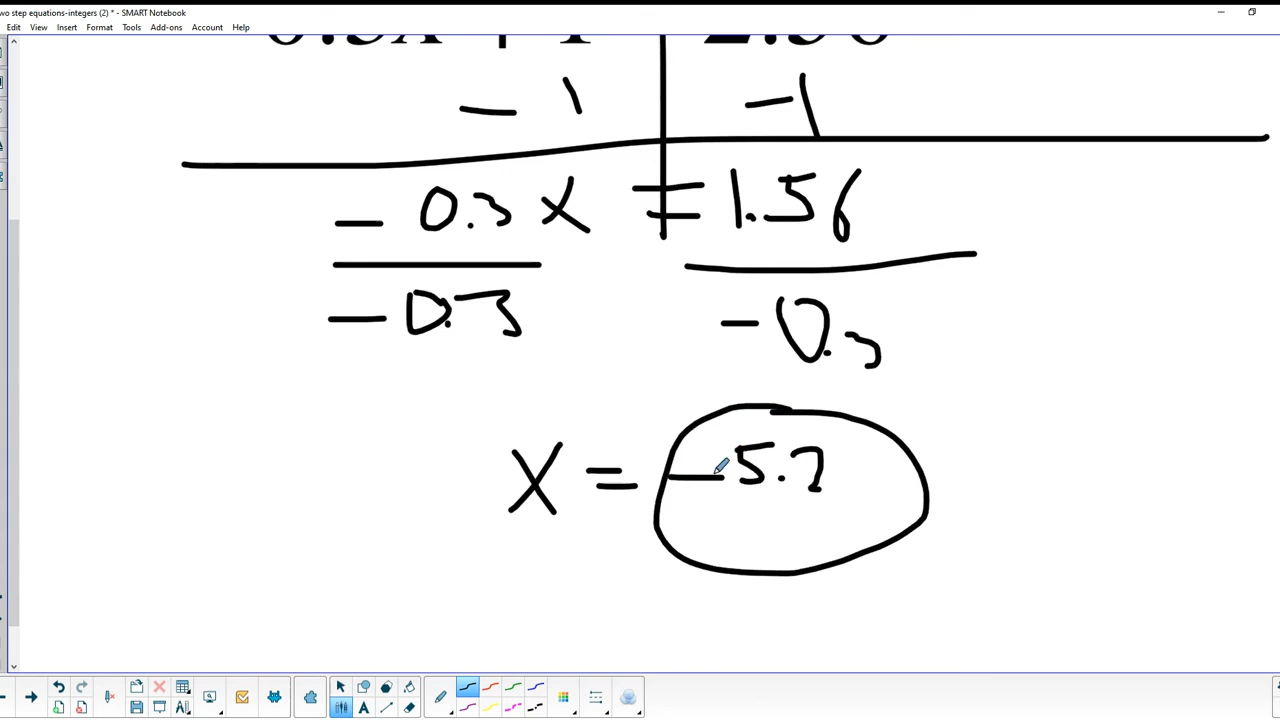 two step equations-integers (2) * - SMART Notebook
Edit View Insert Format Tools Add-ons Account Help
- 1 -1
- 0.3x = 1.56
- 0.3 - 0.3
X = -5.2